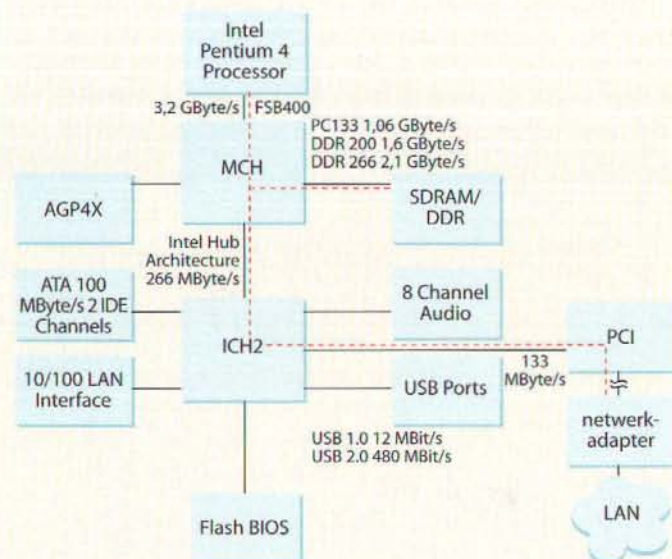 Intel
Pentium 4
Processor
3,2 GByte/s
FSB400
PC133 1,06 GByte/s
DDR 200 1,6 GByte/s
DDR 266 2,1 GByte/s
MCH
AGP4X
SDRAM/
DDR
Intel Hub
Architecture
266 MByte/s
ATA 100
MByte/s 2 IDE
Channels
8 Channel
Audio
ICH2
PCI
133
MByte/s
10/100 LAN
Interface
USB Ports
netwerk-
adapter
USB 1.0 12 MBit/s
USB 2.0 480 MBit/s
Flash BIOS
LAN